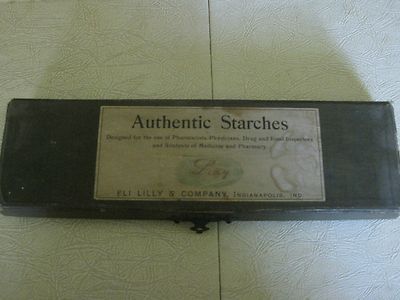 Authentic Starches
Designed for the use of Pharmacists, Physicians, Drug and Food Inspectors
and Students of Medicine and Pharmacy
Lilly
ELI LILLY & COMPANY, INDIANAPOLIS, IND.